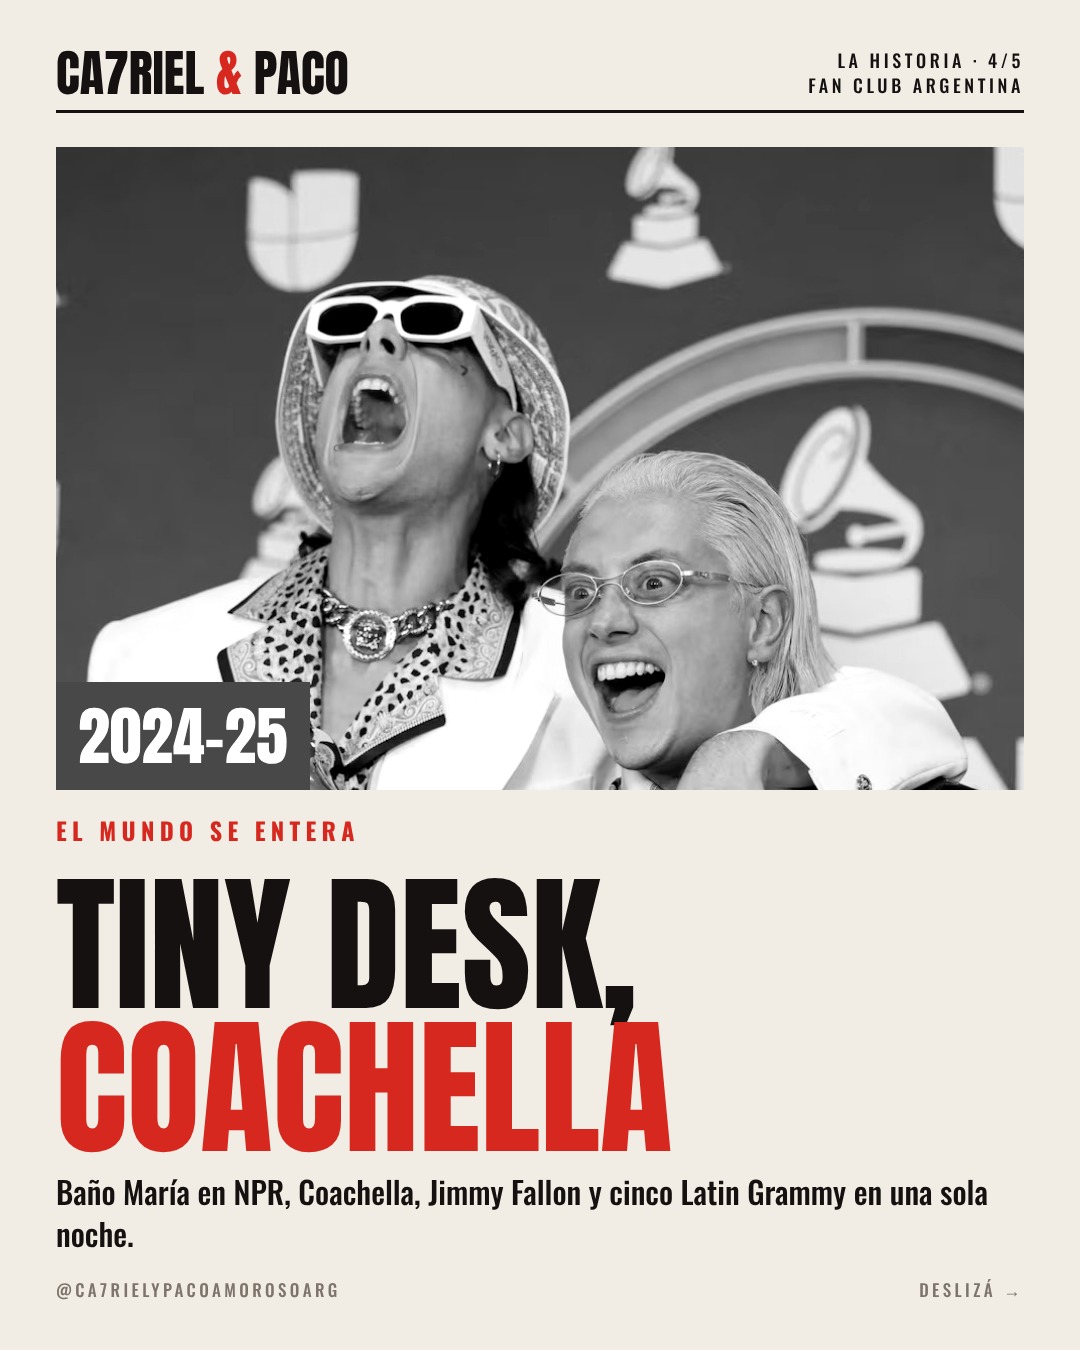 CA7RIEL & PACO
LA HISTORIA · 4/5
FAN CLUB ARGENTINA
2024-25
EL MUNDO SE ENTERA
TINY DESK,
COACHELLA
Baño María en NPR, Coachella, Jimmy Fallon y cinco Latin Grammy en una sola
noche.
@CA7RIELYPACOAMOROSOARG
DESLIZÁ →